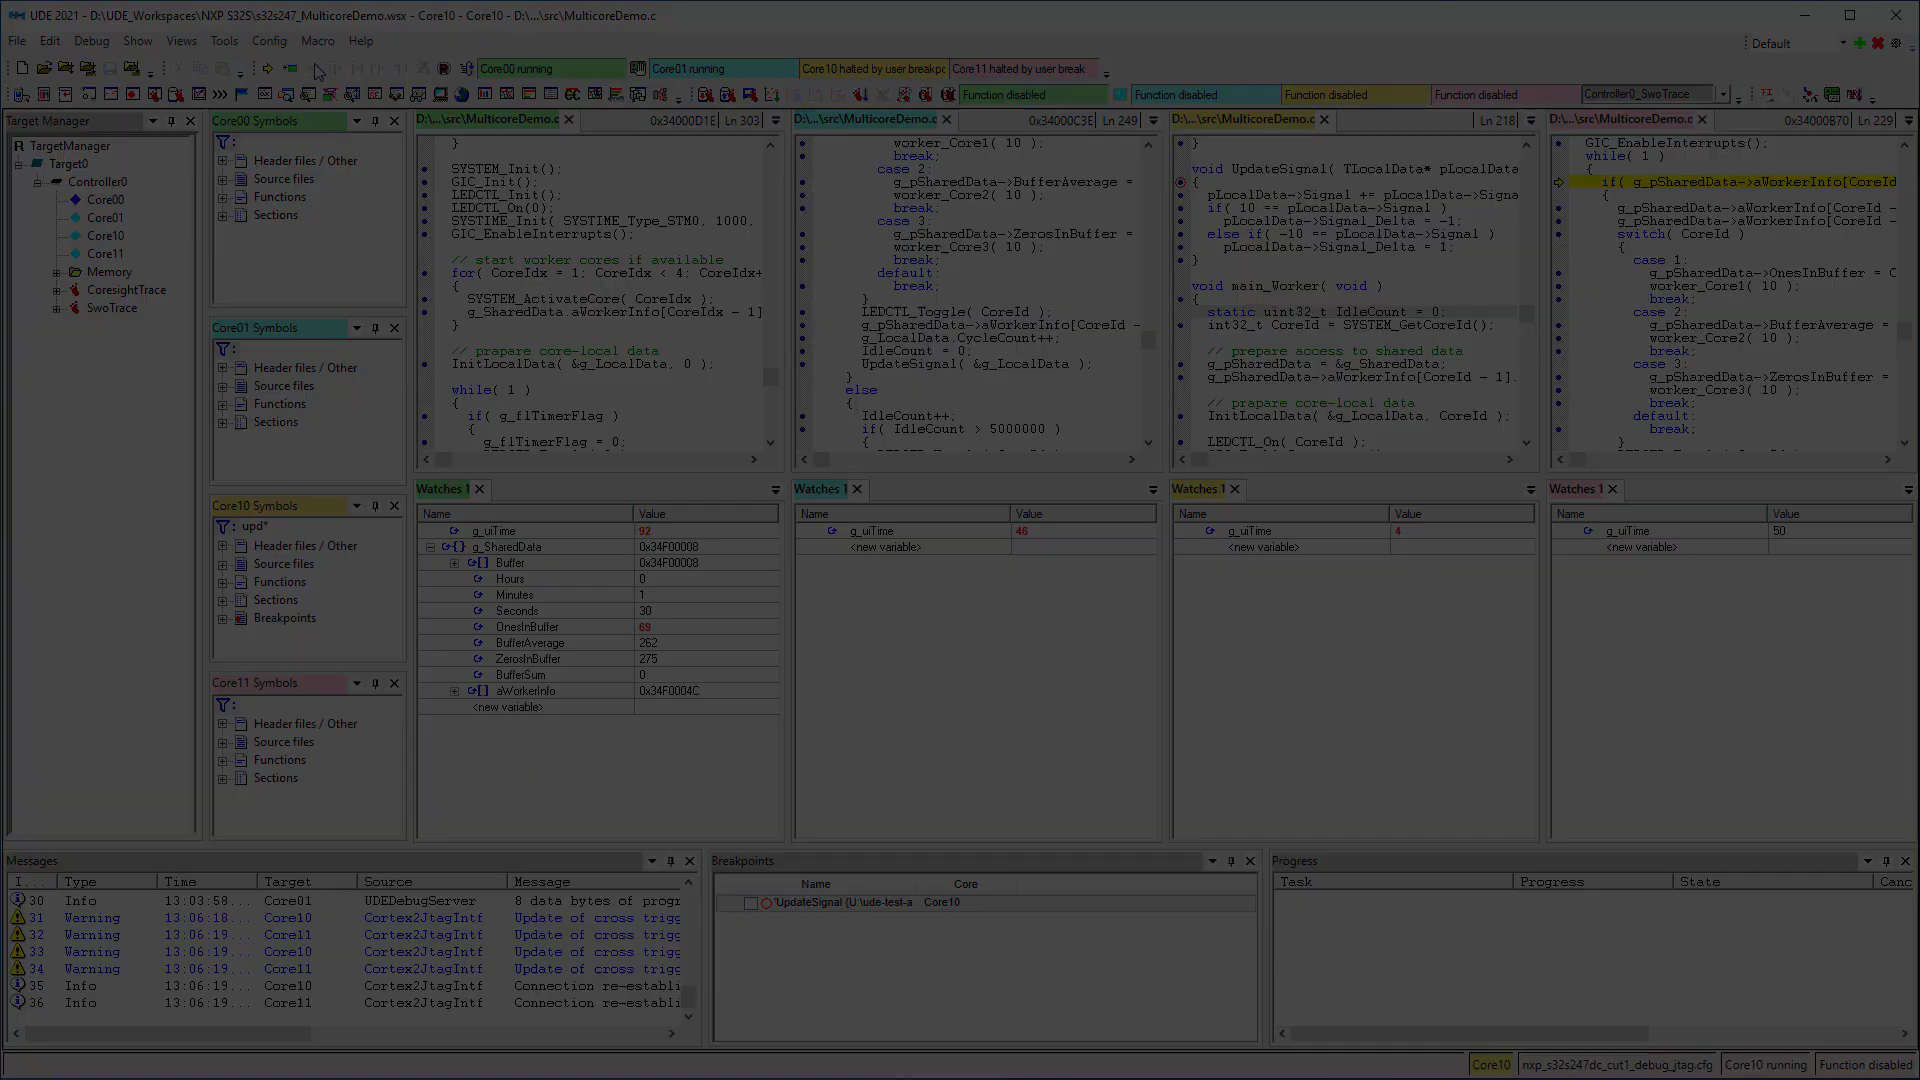 UDE 2021 - D:\UDE_Workspaces\NXP S32S\s32s247_MulticoreDemo.wsx - Core10 - Core10 - D:\...\src\MulticoreDemo.c
File Edit Debug Show Views Tools Config Macro Help
Default
Core00 running Core01 running Core10 halted by user breakpc Core11 halted by user break
Function disabled Function disabled Function disabled Function disabled Controller0_SwoTrace
Target Manager
TargetManager
Target0
Controller0
Core00
Core01
Core10
Core11
Memory
CoresightTrace
SwoTrace
Core00 Symbols
Header files / Other
Source files
Functions
Sections
Core01 Symbols
Header files / Other
Source files
Functions
Sections
Core10 Symbols
upd*
Header files / Other
Source files
Functions
Sections
Breakpoints
Core11 Symbols
Header files / Other
Source files
Functions
Sections
D:\...\src\MulticoreDemo.c 0x34000D1E Ln 303
}
SYSTEM_Init();
GIC_Init();
LEDCTL_Init();
LEDCTL_On(0);
SYSTIME_Init( SYSTIME_Type_STM0, 1000,
GIC_EnableInterrupts();
// start worker cores if available
for( CoreIdx = 1; CoreIdx < 4; CoreIdx+
{
SYSTEM_ActivateCore( CoreIdx );
g_SharedData.aWorkerInfo[CoreIdx - 1]
}
// prapare core-local data
InitLocalData( &g_LocalData, 0 );
while( 1 )
{
if( g_flTimerFlag )
{
g_flTimerFlag = 0;
D:\...\src\MulticoreDemo.c 0x34000C3E Ln 249
worker_Core1( 10 );
break;
case 2:
g_pSharedData->BufferAverage =
worker_Core2( 10 );
break;
case 3:
g_pSharedData->ZerosInBuffer =
worker_Core3( 10 );
break;
default:
break;
}
LEDCTL_Toggle( CoreId );
g_pSharedData->aWorkerInfo[CoreId -
g_LocalData.CycleCount++;
IdleCount = 0;
UpdateSignal( &g_LocalData );
}
else
{
IdleCount++;
if( IdleCount > 5000000 )
{
D:\...\src\MulticoreDemo.c Ln 218
}
void UpdateSignal( TLocalData* pLocalData
{
pLocalData->Signal += pLocalData->Signa
if( 10 == pLocalData->Signal )
pLocalData->Signal_Delta = -1;
else if( -10 == pLocalData->Signal )
pLocalData->Signal_Delta = 1;
}
void main_Worker( void )
{
static uint32_t IdleCount = 0;
int32_t CoreId = SYSTEM_GetCoreId();
// prepare access to shared data
g_pSharedData = &g_SharedData;
g_pSharedData->aWorkerInfo[CoreId - 1].
// prapare core-local data
InitLocalData( &g_LocalData, CoreId );
LEDCTL_On( CoreId );
D:\...\src\MulticoreDemo.c 0x34000B70 Ln 229
GIC_EnableInterrupts();
while( 1 )
{
if( g_pSharedData->aWorkerInfo[CoreId
{
g_pSharedData->aWorkerInfo[CoreId -
g_pSharedData->aWorkerInfo[CoreId -
switch( CoreId )
{
case 1:
g_pSharedData->OnesInBuffer = C
worker_Core1( 10 );
break;
case 2:
g_pSharedData->BufferAverage =
worker_Core2( 10 );
break;
case 3:
g_pSharedData->ZerosInBuffer =
worker_Core3( 10 );
break;
default:
break;
}
Watches 1
Name Value
g_uiTime 92
g_SharedData 0x34F00008
Buffer 0x34F00008
Hours 0
Minutes 1
Seconds 30
OnesInBuffer 69
BufferAverage 262
ZerosInBuffer 275
BufferSum 0
aWorkerInfo 0x34F0004C
<new variable>
Watches 1
Name Value
g_uiTime 46
<new variable>
Watches 1
Name Value
g_uiTime 4
<new variable>
Watches 1
Name Value
g_uiTime 50
<new variable>
Messages
I... Type Time Target Source Message
30 Info 13:03:58... Core01 UDEDebugServer 8 data bytes of progr
31 Warning 13:06:18... Core10 Cortex2JtagIntf Update of cross trigg
32 Warning 13:06:19... Core11 Cortex2JtagIntf Update of cross trigg
33 Warning 13:06:19... Core10 Cortex2JtagIntf Update of cross trigg
34 Warning 13:06:19... Core11 Cortex2JtagIntf Update of cross trigg
35 Info 13:06:19... Core10 Cortex2JtagIntf Connection re-establi
36 Info 13:06:19... Core11 Cortex2JtagIntf Connection re-establi
Breakpoints
Name Core
'UpdateSignal {U:\ude-test-a Core10
Progress
Task Progress State Canc
Core10 nxp_s32s247dc_cut1_debug_jtag.cfg Core10 running Function disabled